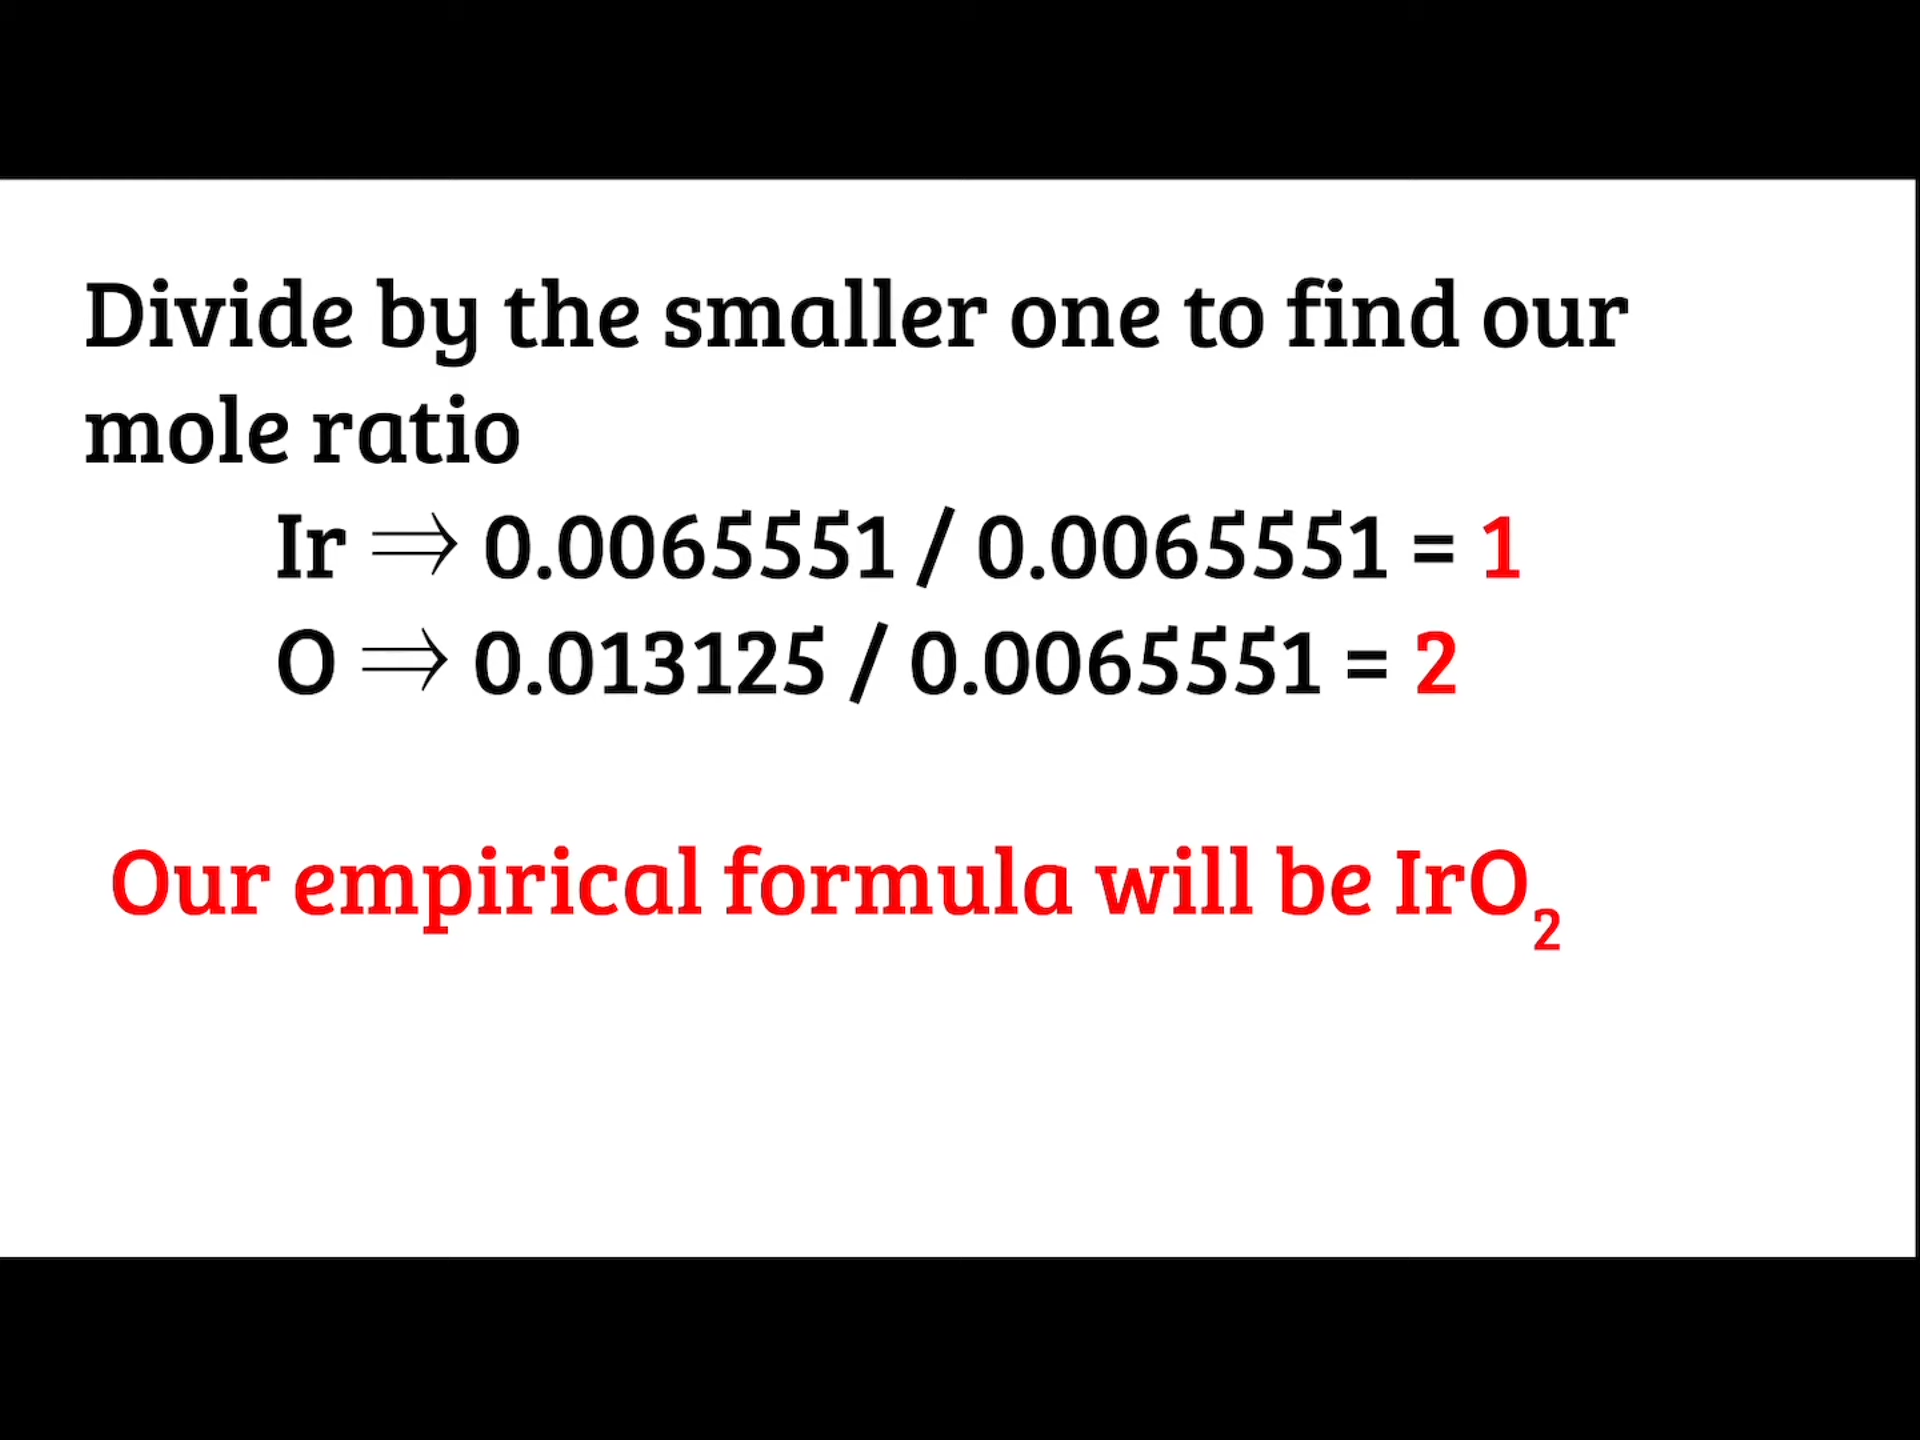 Divide by the smaller one to find our
mole ratio
Ir ⇒ 0.0065551 / 0.0065551 = 1
O ⇒ 0.013125 / 0.0065551 = 2
Our empirical formula will be IrO₂